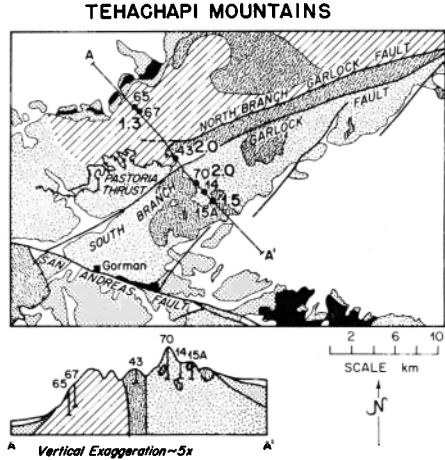 TEHACHAPI MOUNTAINS
A
65
67
1.3
NORTH BRANCH GARLOCK FAULT
43 2.0
GARLOCK FAULT
PASTORIA
THRUST
SOUTH BRANCH
70 2.0
14
1.5
15A
A'
Gorman
SAN ANDREAS FAULT
2 6 10
SCALE km
N
70
65 67 43 14 15A
A A'
Vertical Exaggeration~5x